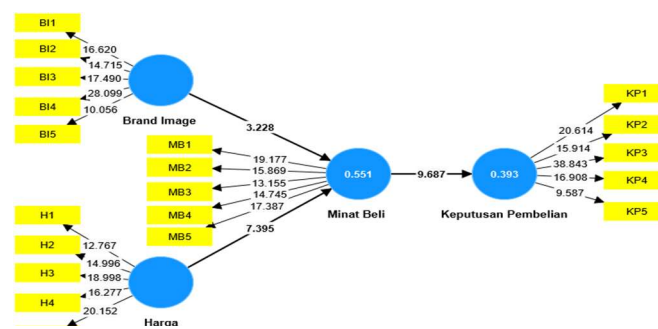 BI1
BI2
BI3
BI4
BI5
16.620
14.715
17.490
28.099
10.056
Brand Image
3.228
MB1
MB2
MB3
MB4
MB5
19.177
15.869
13.155
14.745
17.387
0.551
Minat Beli
9.687
0.393
Keputusan Pembelian
20.614
15.914
38.843
16.908
9.587
KP1
KP2
KP3
KP4
KP5
7.395
H1
H2
H3
H4
12.767
14.996
18.998
16.277
20.152
Harga